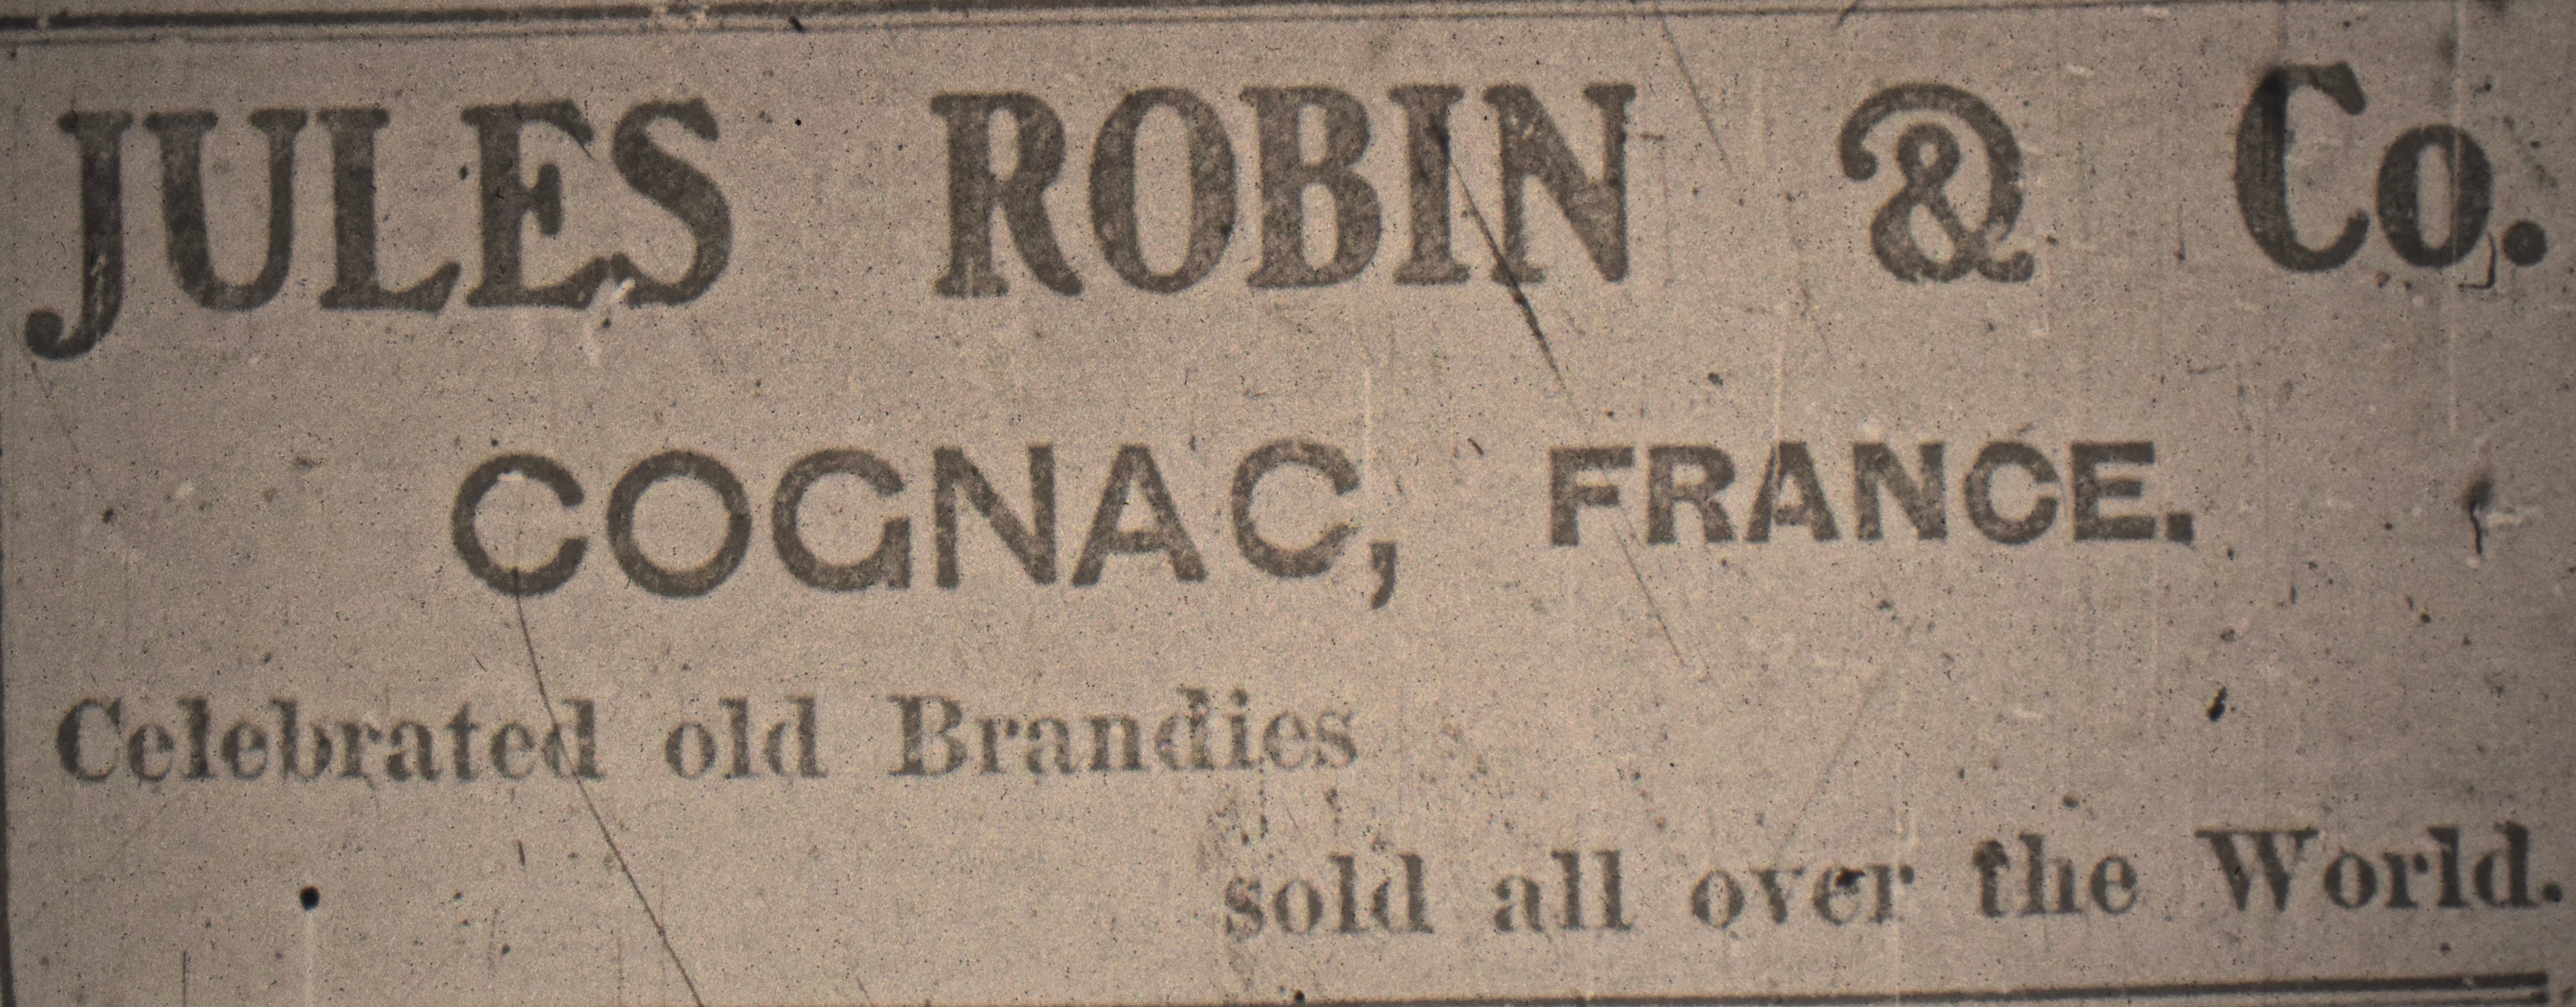 JULES ROBIN & Co.
COGNAC, FRANCE.
Celebrated old Brandies
sold all over the World.